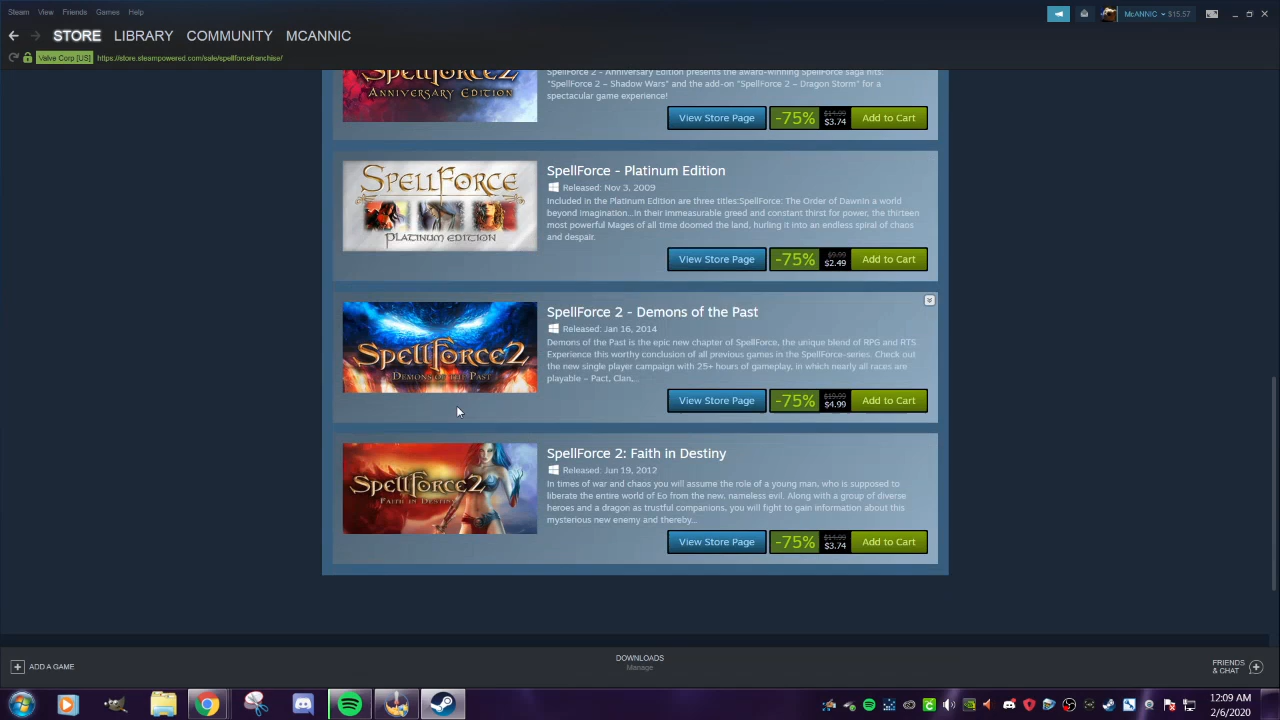 Steam View Friends Games Help
McANNIC $15.57
STORE LIBRARY COMMUNITY MCANNIC
Valve Corp [US] https://store.steampowered.com/sale/spellforcefranchise/
SPELLFORCE 2
ANNIVERSARY EDITION
SpellForce 2 - Anniversary Edition presents the award-winning SpellForce saga hits:
"SpellForce 2 – Shadow Wars" and the add-on "SpellForce 2 – Dragon Storm" for a
spectacular game experience!
View Store Page -75% $14.99 $3.74 Add to Cart
SPELLFORCE
PLATINUM EDITION
SpellForce - Platinum Edition
Released: Nov 3, 2009
Included in the Platinum Edition are three titles:SpellForce: The Order of DawnIn a world
beyond imagination...In their immeasurable greed and constant thirst for power, the thirteen
most powerful Mages of all time doomed the land, hurling it into an endless spiral of chaos
and despair.
View Store Page -75% $9.99 $2.49 Add to Cart
SPELLFORCE 2
DEMONS OF THE PAST
SpellForce 2 - Demons of the Past
Released: Jan 16, 2014
Demons of the Past is the epic new chapter of SpellForce, the unique blend of RPG and RTS.
Experience this worthy conclusion of all previous games in the SpellForce-series. Check out
the new single player campaign with 25+ hours of gameplay, in which nearly all races are
playable – Pact, Clan,...
View Store Page -75% $19.99 $4.99 Add to Cart
SPELLFORCE 2
FAITH IN DESTINY
SpellForce 2: Faith in Destiny
Released: Jun 19, 2012
In times of war and chaos you will assume the role of a young man, who is supposed to
liberate the entire world of Eo from the new, nameless evil. Along with a group of diverse
heroes and a dragon as trustful companions, you will fight to gain information about this
mysterious new enemy and thereby...
View Store Page -75% $14.99 $3.74 Add to Cart
ADD A GAME
DOWNLOADS
Manage
FRIENDS
& CHAT
12:09 AM
2/6/2020